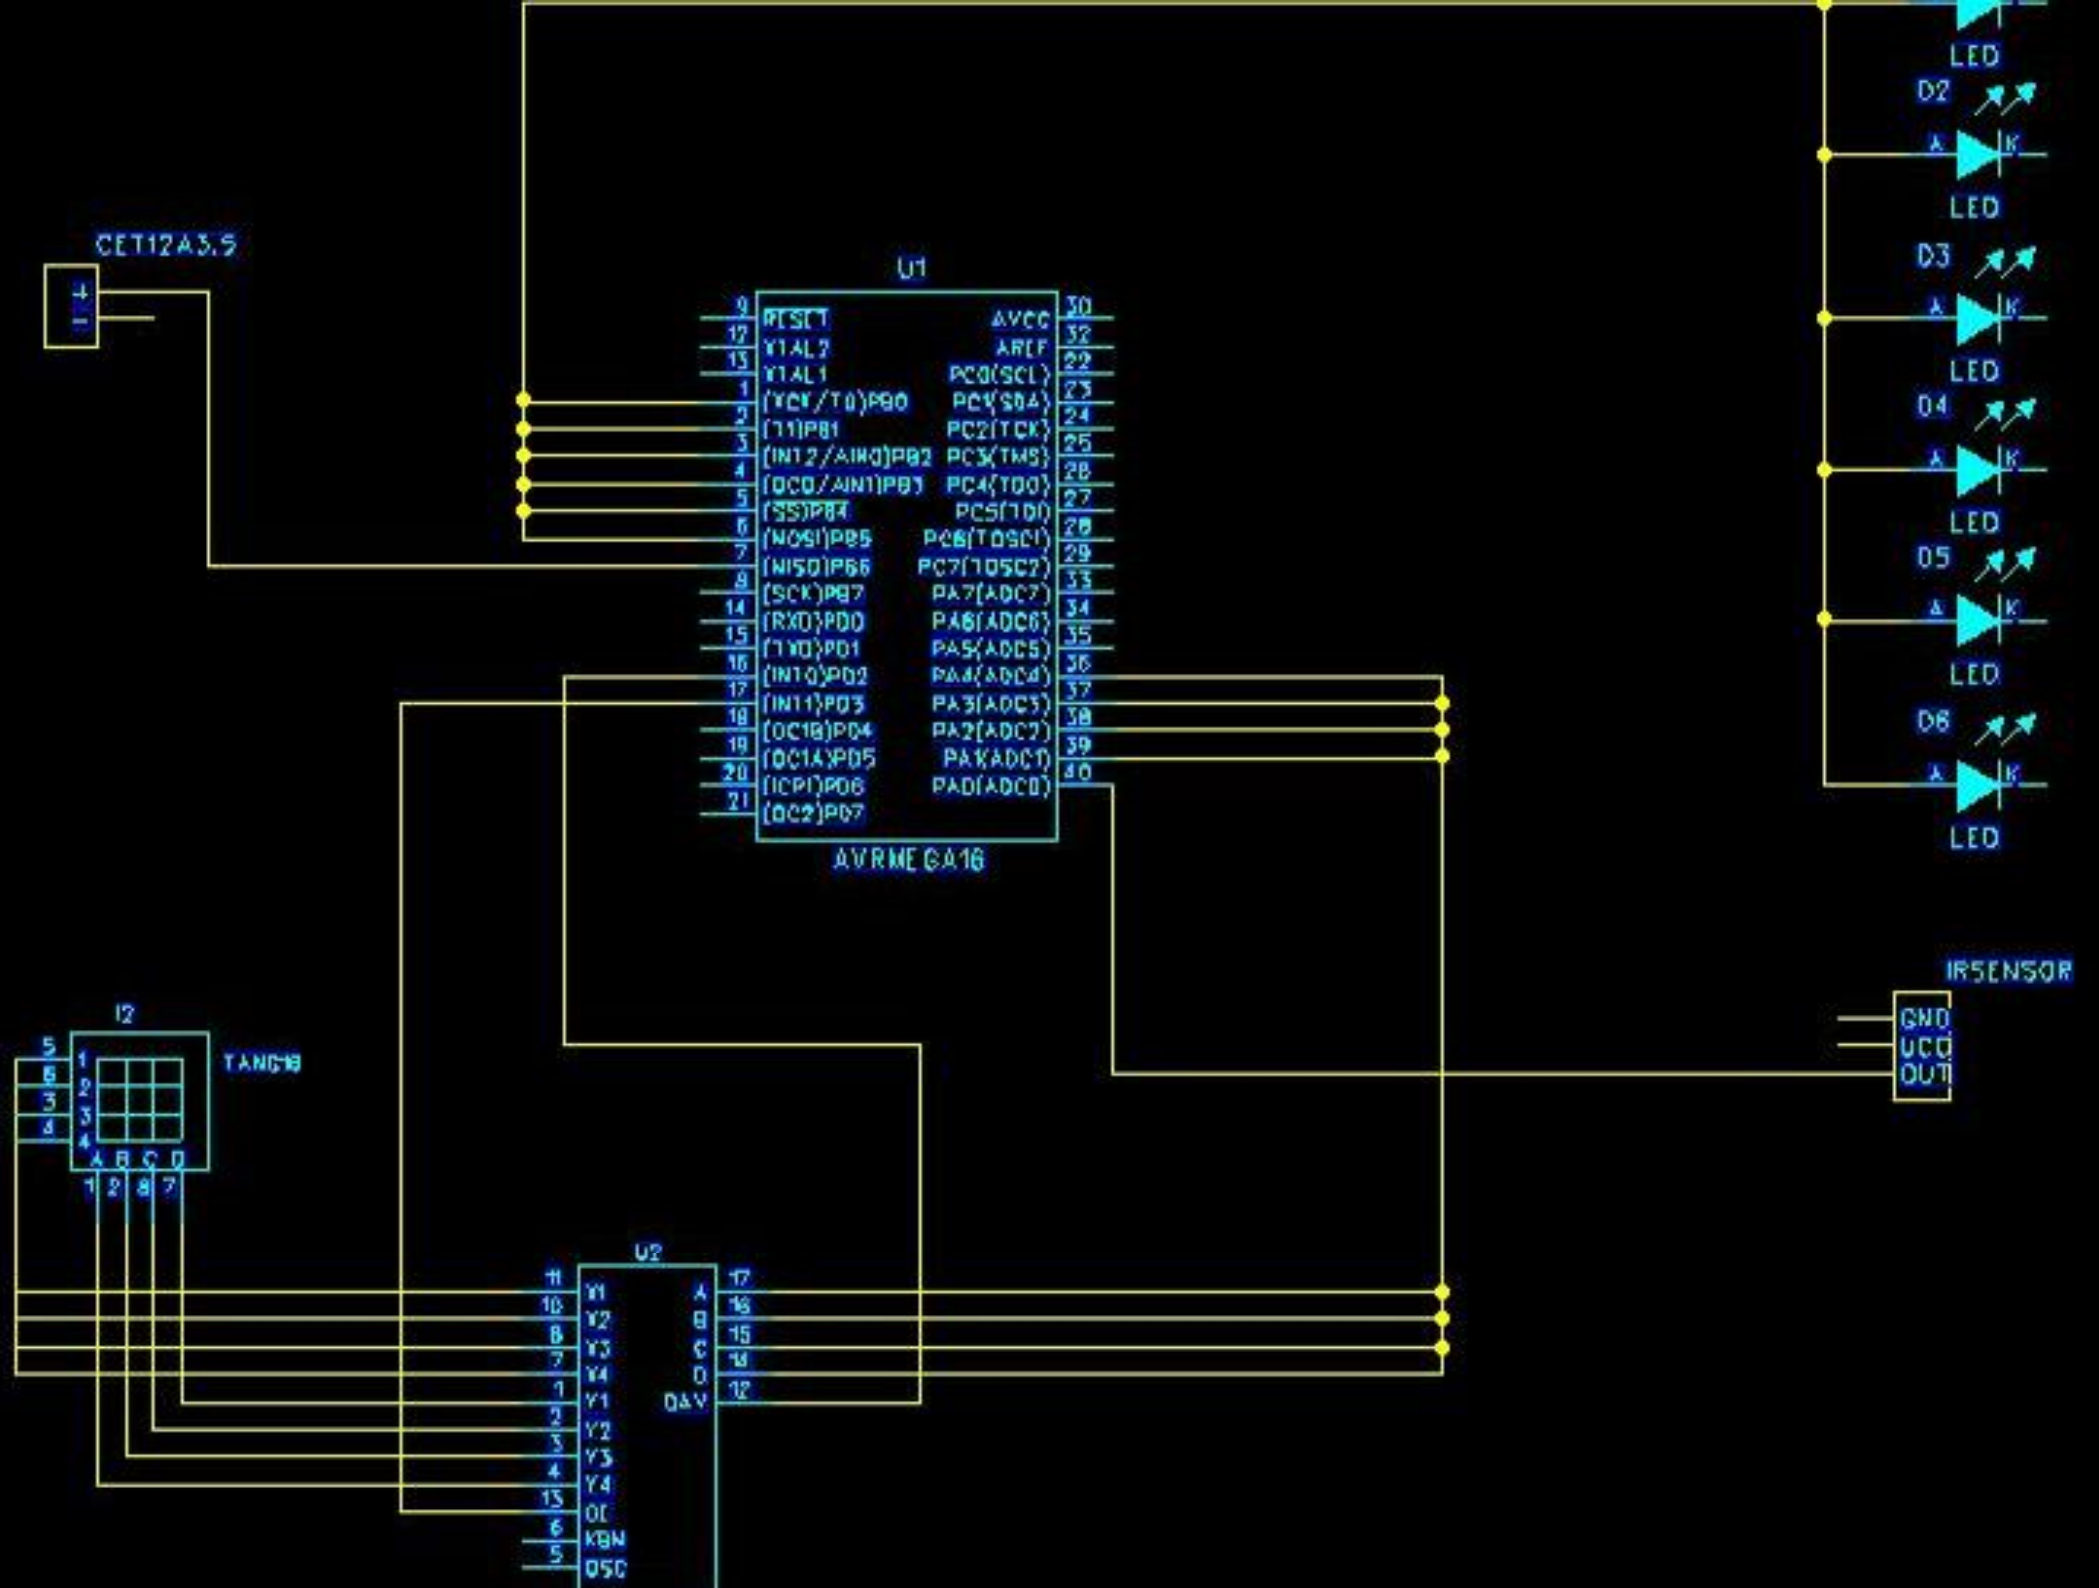 LED
D2
A K
LED
CET12A3.5
+
-
D3
A K
LED
D4
A K
LED
D5
A K
LED
D6
A K
LED
U1
9 RESET AVCC 30
12 XTAL2 AREF 32
13 XTAL1 PC0(SCL) 22
1 (XCK/T0)PB0 PC1(SDA) 23
2 (T1)PB1 PC2(TCK) 24
3 (INT2/AIN0)PB2 PC3(TMS) 25
4 (OC0/AIN1)PB3 PC4(TDO) 26
5 (SS)PB4 PC5(TDI) 27
6 (MOSI)PB5 PC6(TOSC1) 28
7 (MISO)PB6 PC7(TOSC2) 29
8 (SCK)PB7 PA7(ADC7) 33
14 (RXD)PD0 PA6(ADC6) 34
15 (TXD)PD1 PA5(ADC5) 35
16 (INT0)PD2 PA4(ADC4) 36
17 (INT1)PD3 PA3(ADC3) 37
18 (OC1B)PD4 PA2(ADC2) 38
19 (OC1A)PD5 PA1(ADC1) 39
20 (ICP1)PD6 PA0(ADC0) 40
21 (OC2)PD7
AVRMEGA16
IRSENSOR
GND
VCC
OUT
5 1
6 2
3 3
4 4
A B C D
1 2 8 7
U2
11 Y1 A 17
10 Y2 B 16
8 Y3 C 15
7 Y4 D 14
1 Y1 DAV 12
2 Y2
3 Y3
4 Y4
13 OE
6 KBM
5 OSC